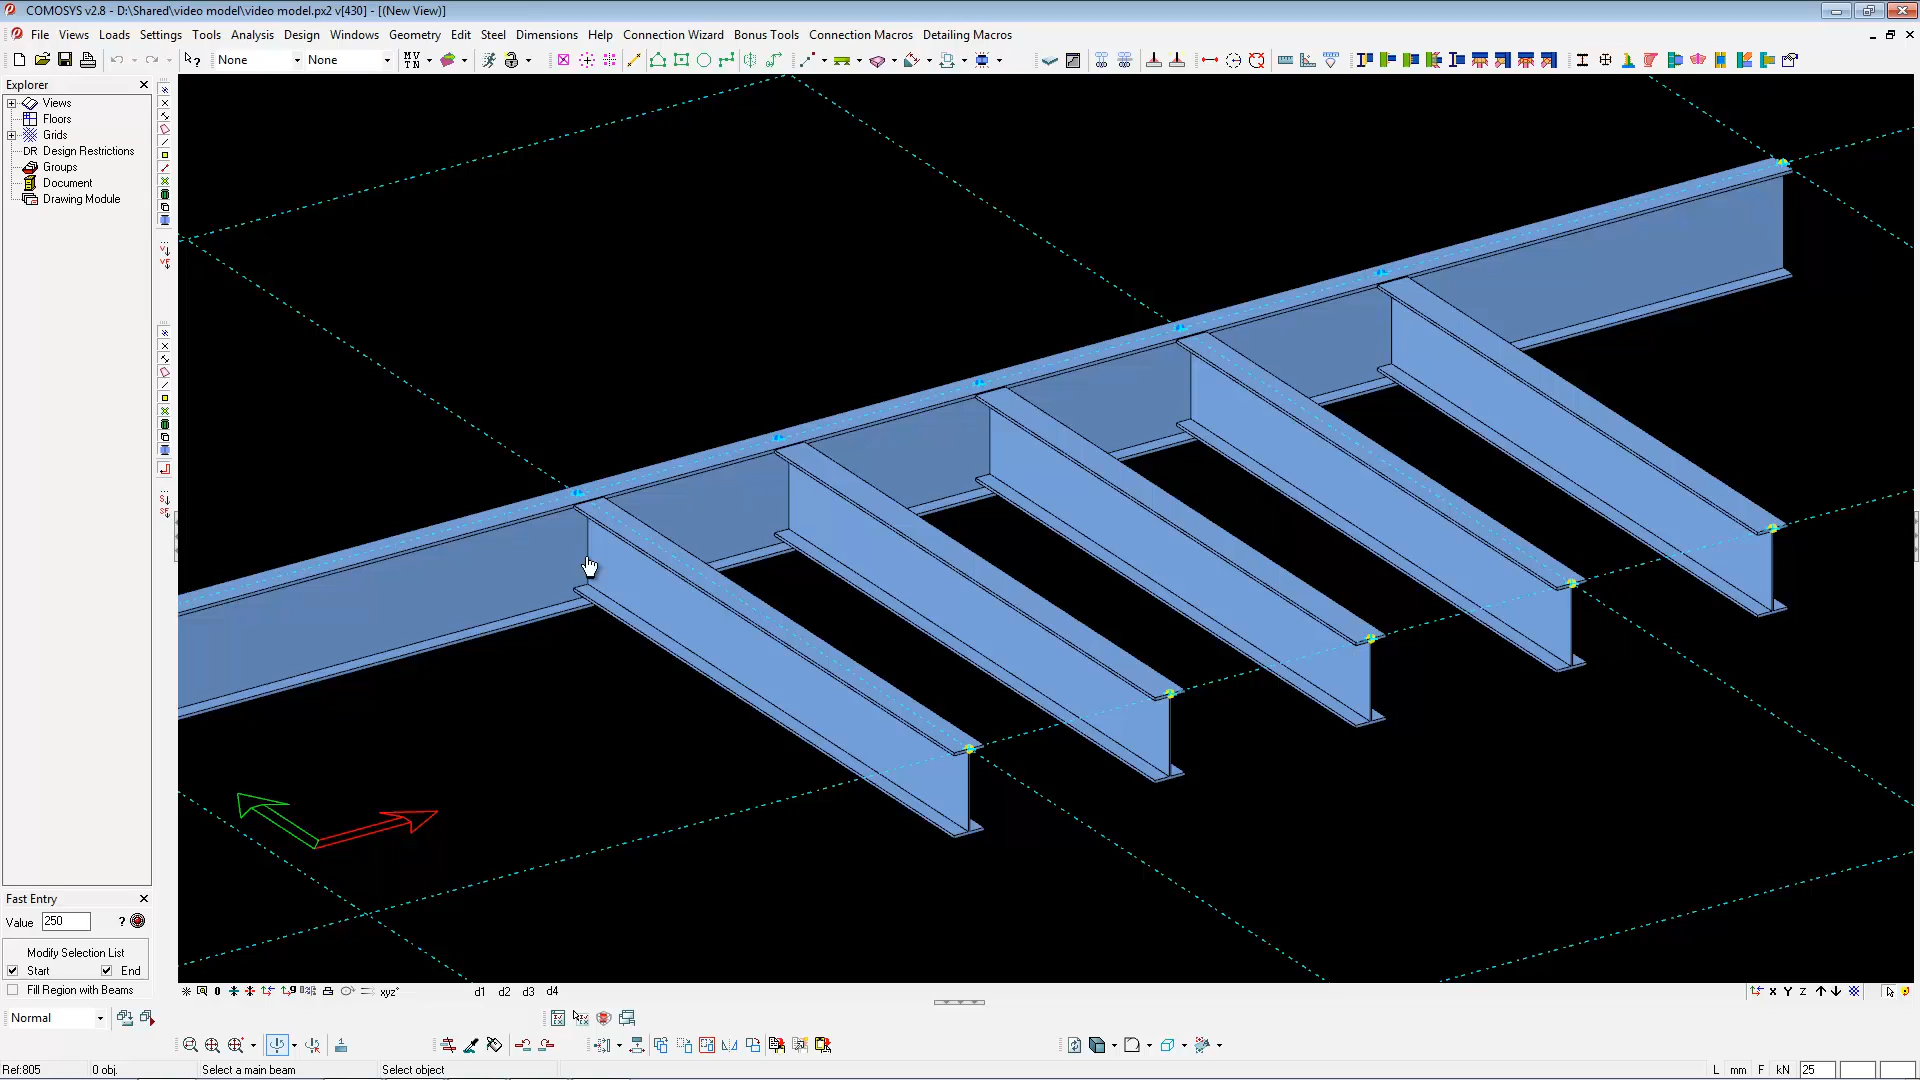 COMOSYS v2.8 - D:\Shared\video model\video model.px2 v[430] - [(New View)]
File Views Loads Settings Tools Analysis Design Windows Geometry Edit Steel Dimensions Help Connection Wizard Bonus Tools Connection Macros Detailing Macros
None None MV TN
Explorer
Views
Floors
Grids
DR Design Restrictions
Groups
Document
Drawing Module
Fast Entry
Value 250 ?
Modify Selection List
Start End
Fill Region with Beams
0 xyz d1 d2 d3 d4 X Y Z
Normal
Ref:805 0 obj. Select a main beam Select object L mm F kN 25